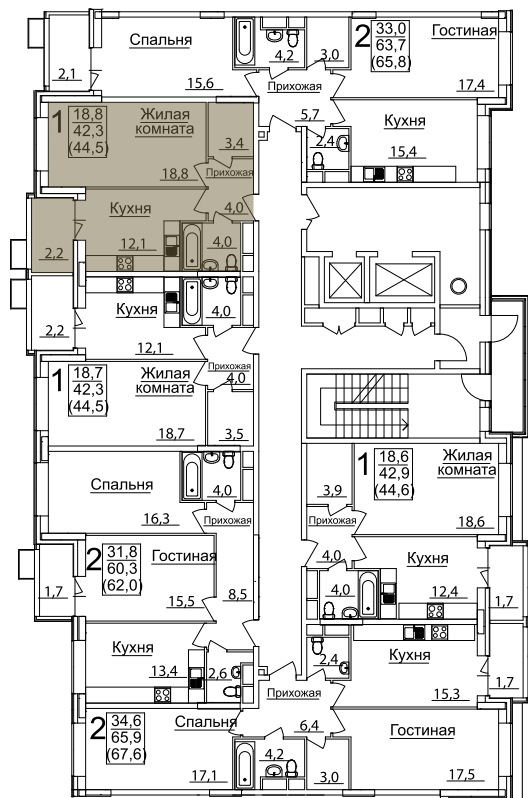 Спальня
2,1
15,6
4,2
3,0
2
33,0
63,7
(65,8)
Гостиная
17,4
Прихожая
5,7
1
18,8
42,3
(44,5)
Жилая
комната
3,4
18,8
Прихожая
2,4
Кухня
15,4
Кухня
4,0
2,2
12,1
4,0
Кухня
4,0
2,2
12,1
Прихожая
4,0
1
18,7
42,3
(44,5)
Жилая
комната
18,7
3,5
Спальня
4,0
16,3
Прихожая
3,9
1
18,6
42,9
(44,6)
Жилая
комната
18,6
Прихожая
4,0
2
31,8
60,3
(62,0)
Гостиная
1,7
15,5
8,5
Кухня
4,0
12,4
1,7
Кухня
13,4
2,6
2,4
Кухня
15,3
1,7
Прихожая
6,4
2
34,6
65,9
(67,6)
Спальня
17,1
4,2
3,0
Гостиная
17,5